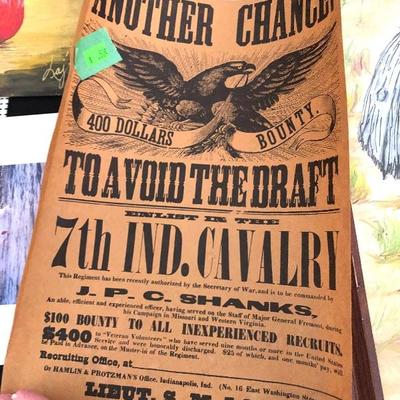 ANOTHER CHANCE!
400 DOLLARS BOUNTY.
TO AVOID THE DRAFT
ENLIST IN THE
7th IND. CAVALRY
This Regiment has been recently authorized by the Secretary of War, and is to be commanded by
J. P. C. SHANKS,
An able, efficient and experienced officer, having served on the Staff of Major General Fremont, during
his Campaign in Missouri and Western Virginia.
$100 BOUNTY TO ALL INEXPERIENCED RECRUITS.
$400 to "Veteran Volunteers" who have served nine months or more in the United States
Service and were honorably discharged. $25 of which, and one months' pay, will
be Paid in Advance, on the Muster-in of the Regiment.
Recruiting Office, at
Or HAMLIN & PROTZMAN'S Office, Indianapolis, Ind. (No. 16 East Washington
LIEUT. S. M.